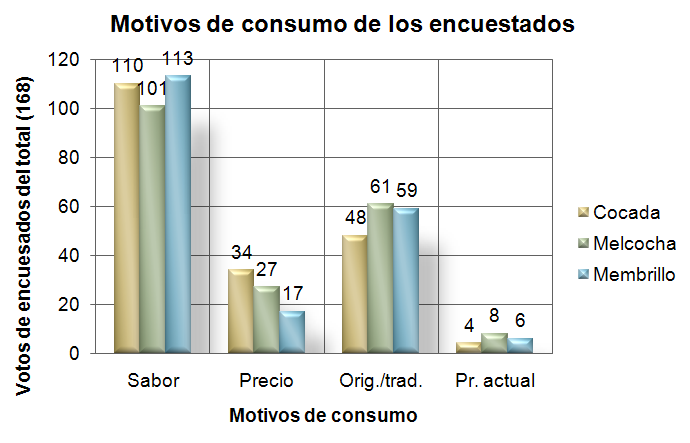 Motivos de consumo de los encuestados
Votos de encuesados del total (168)
120
100
80
60
40
20
0
110
101
113
34
27
17
48
61
59
4
8
6
Sabor
Precio
Orig./trad.
Pr. actual
Motivos de consumo
Cocada
Melcocha
Membrillo